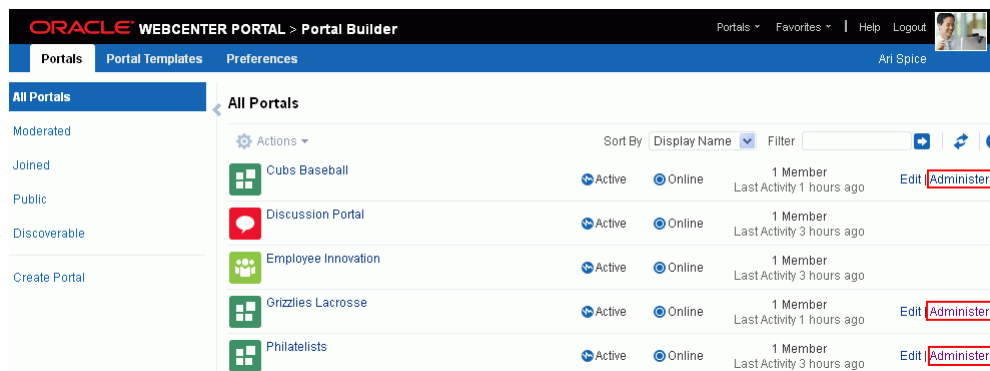 ORACLE® WEBCENTER PORTAL > Portal Builder
Portals Favorites | Help Logout
Portals Portal Templates Preferences Ari Spice
All Portals
Moderated
Joined
Public
Discoverable
Create Portal
All Portals
Actions Sort By Display Name Filter
Cubs Baseball Active Online 1 Member Edit | Administer
Last Activity 1 hours ago
Discussion Portal Active Online 1 Member
Last Activity 3 hours ago
Employee Innovation Active Online 1 Member
Last Activity 3 hours ago
Grizzlies Lacrosse Active Online 1 Member Edit | Administer
Last Activity 1 hours ago
Philatelists Active Online 1 Member Edit | Administer
Last Activity 3 hours ago